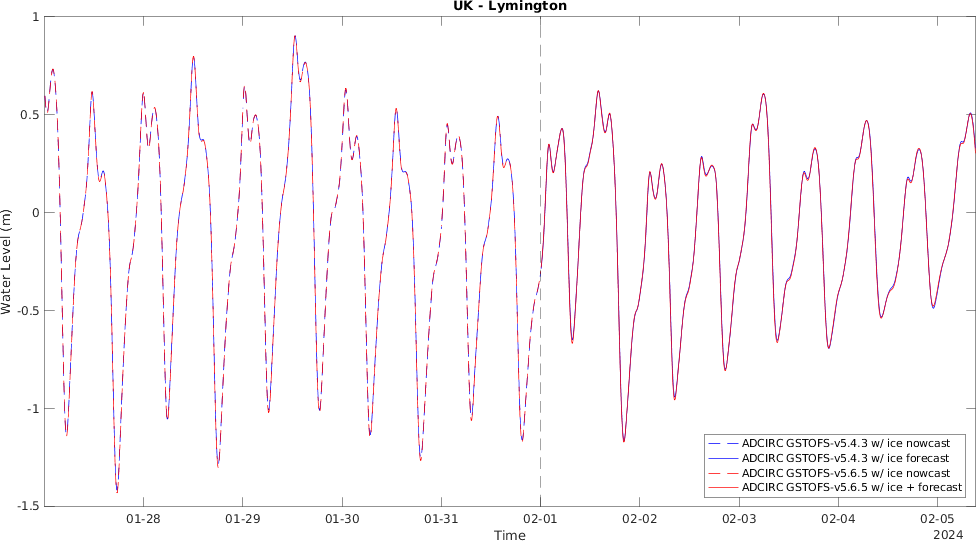 UK - Lymington
Water Level (m)
1
0.5
0
-0.5
-1
-1.5
01-28
01-29
01-30
01-31
02-01
02-02
02-03
02-04
02-05
Time
2024
ADCIRC GSTOFS-v5.4.3 w/ ice nowcast
ADCIRC GSTOFS-v5.4.3 w/ ice forecast
ADCIRC GSTOFS-v5.6.5 w/ ice nowcast
ADCIRC GSTOFS-v5.6.5 w/ ice + forecast